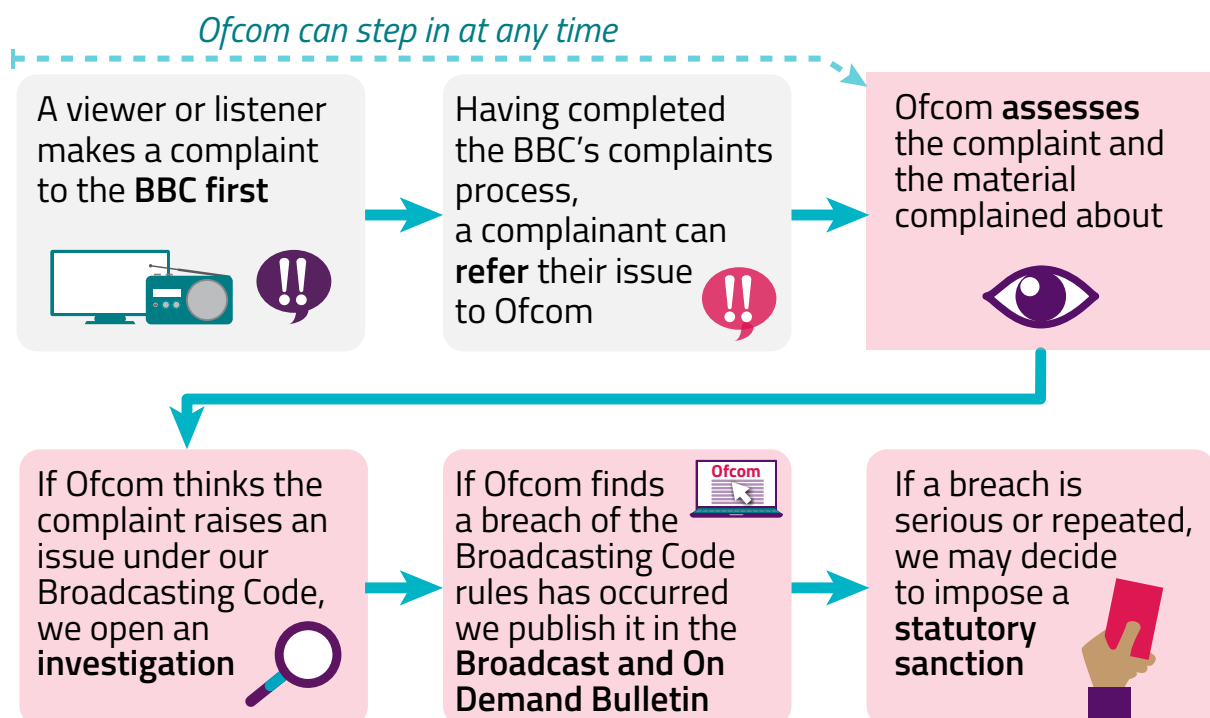 Ofcom can step in at any time
A viewer or listener
makes a complaint
to the BBC first
Having completed
the BBC’s complaints
process,
a complainant can
refer their issue
to Ofcom
Ofcom assesses
the complaint and
the material
complained about
If Ofcom thinks the
complaint raises an
issue under our
Broadcasting Code,
we open an
investigation
If Ofcom finds
a breach of the
Broadcasting Code
rules has occurred
we publish it in the
Broadcast and On
Demand Bulletin
Ofcom
If a breach is
serious or repeated,
we may decide
to impose a
statutory
sanction